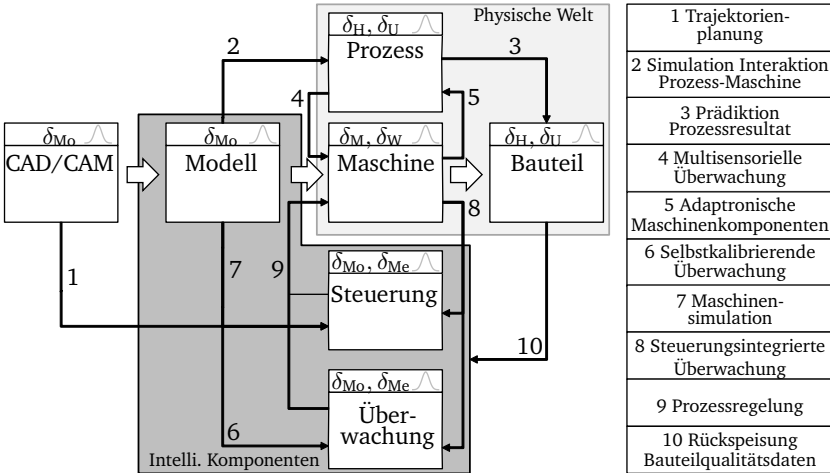 Physische Welt
δH, δU
Prozess
2
3
4
5
δMo
CAD/CAM
δMo
Modell
δM, δW
Maschine
δH, δU
Bauteil
8
1
7
9
δMo, δMe
Steuerung
10
δMo, δMe
Über-
wachung
6
Intelli. Komponenten
1 Trajektorien-
planung
2 Simulation Interaktion
Prozess-Maschine
3 Prädiktion
Prozessresultat
4 Multisensorielle
Überwachung
5 Adaptronische
Maschinenkomponenten
6 Selbstkalibrierende
Überwachung
7 Maschinen-
simulation
8 Steuerungsintegrierte
Überwachung
9 Prozessregelung
10 Rückspeisung
Bauteilqualitätsdaten